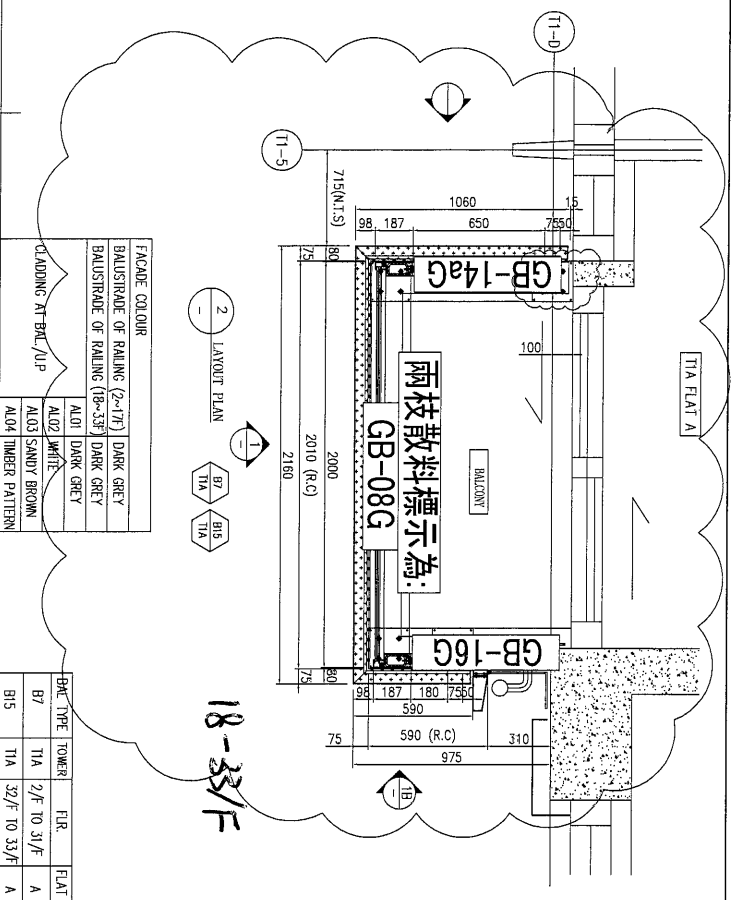 T1-D
T1-5
T1A FLAT A
715(N.T.S)
1060
15
98
187
650
75
50
75
80
GB-14aG
100
兩枝散料標示為:
GB-08G
BALCONY
GB-16G
2000
2010 (R.C)
2160
75
80
98
187
180
75
50
590
75
590 (R.C)
310
975
1B
-
1
-
2
-
LAYOUT PLAN
B7
T1A
B15
T1A
18-33/F
FACADE COLOUR
BALUSTRADE OF RAILING (2~17F) DARK GREY
BALUSTRADE OF RAILING (18~33F) DARK GREY
CLADDING AT BAL./U.P
AL01 DARK GREY
AL02 WHITE
AL03 SANDY BROWN
AL04 TIMBER PATTERN
BAL TYPE TOWER FLR. FLAT
B7 T1A 2/F TO 31/F A
B15 T1A 32/F TO 33/F A